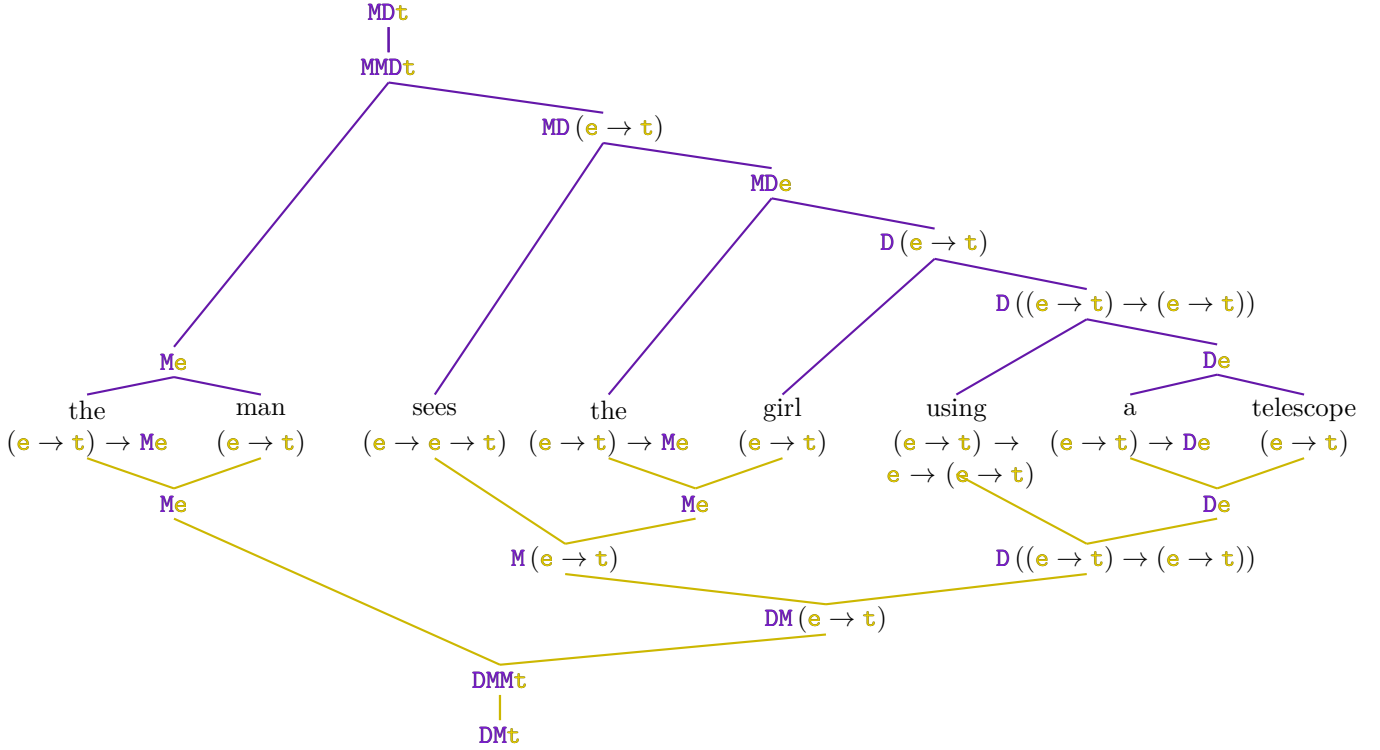 MDt
MMDt
MD (e → t)
MDe
D (e → t)
D ((e → t) → (e → t))
Me De
the man sees the girl using a telescope
(e → t) → Me (e → t) (e → e → t) (e → t) → Me (e → t) (e → t) → (e → t) → De (e → t)
e → (e → t)
Me Me De
M (e → t) D ((e → t) → (e → t))
DM (e → t)
DMMt
DMt